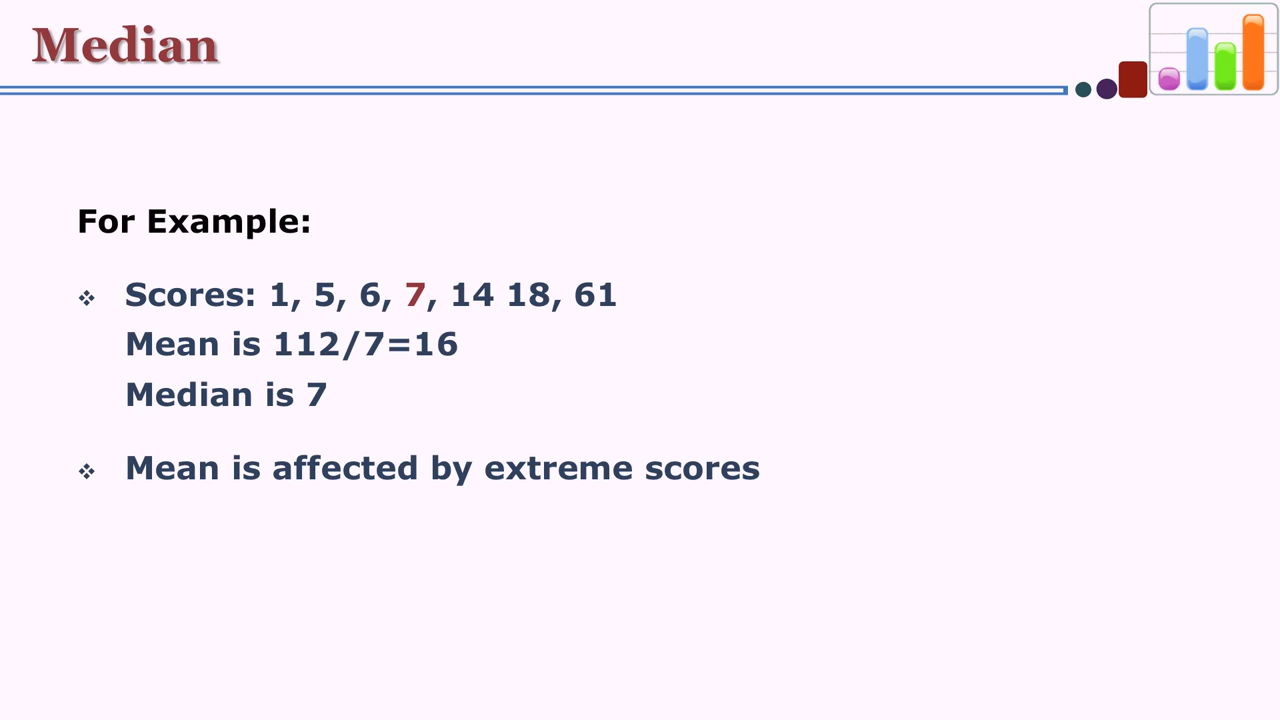 Median
For Example:
❖ Scores: 1, 5, 6, 7, 14 18, 61
Mean is 112/7=16
Median is 7
❖ Mean is affected by extreme scores